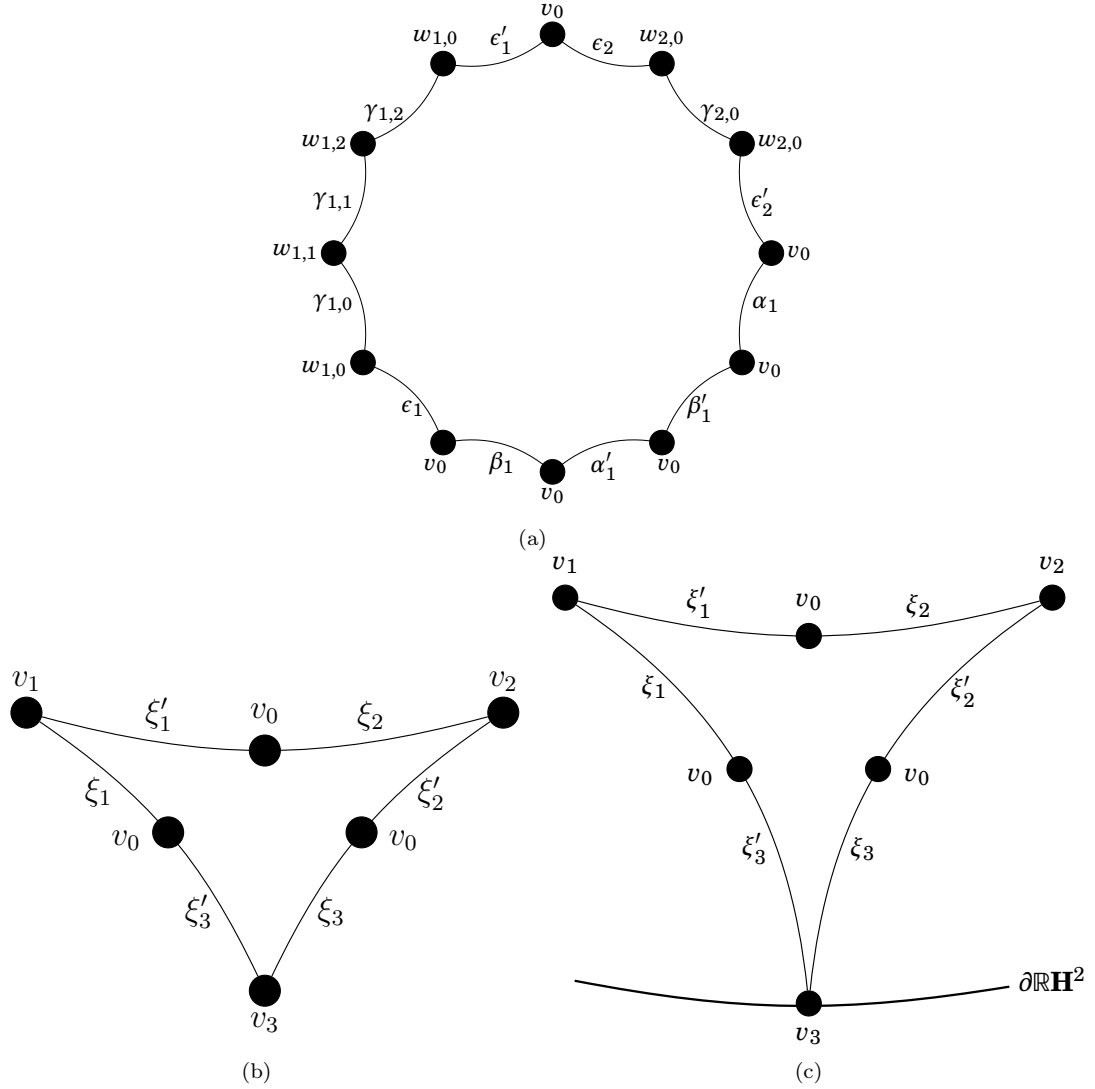 v₀
w₁,₀ ϵ′₁ ϵ₂ w₂,₀
γ₁,₂ γ₂,₀
w₁,₂ w₂,₀
γ₁,₁ ϵ′₂
w₁,₁ v₀
γ₁,₀ α₁
w₁,₀ v₀
ϵ₁ β′₁
v₀ β₁ α′₁ v₀
v₀
(a)
v₁ ξ′₁ v₀ ξ₂ v₂
ξ₁ ξ′₂
v₀ v₀
ξ′₃ ξ₃
v₃
(b)
v₁ ξ′₁ v₀ ξ₂ v₂
ξ₁ ξ′₂
v₀ v₀
ξ′₃ ξ₃
∂ℝ𝐇²
v₃
(c)